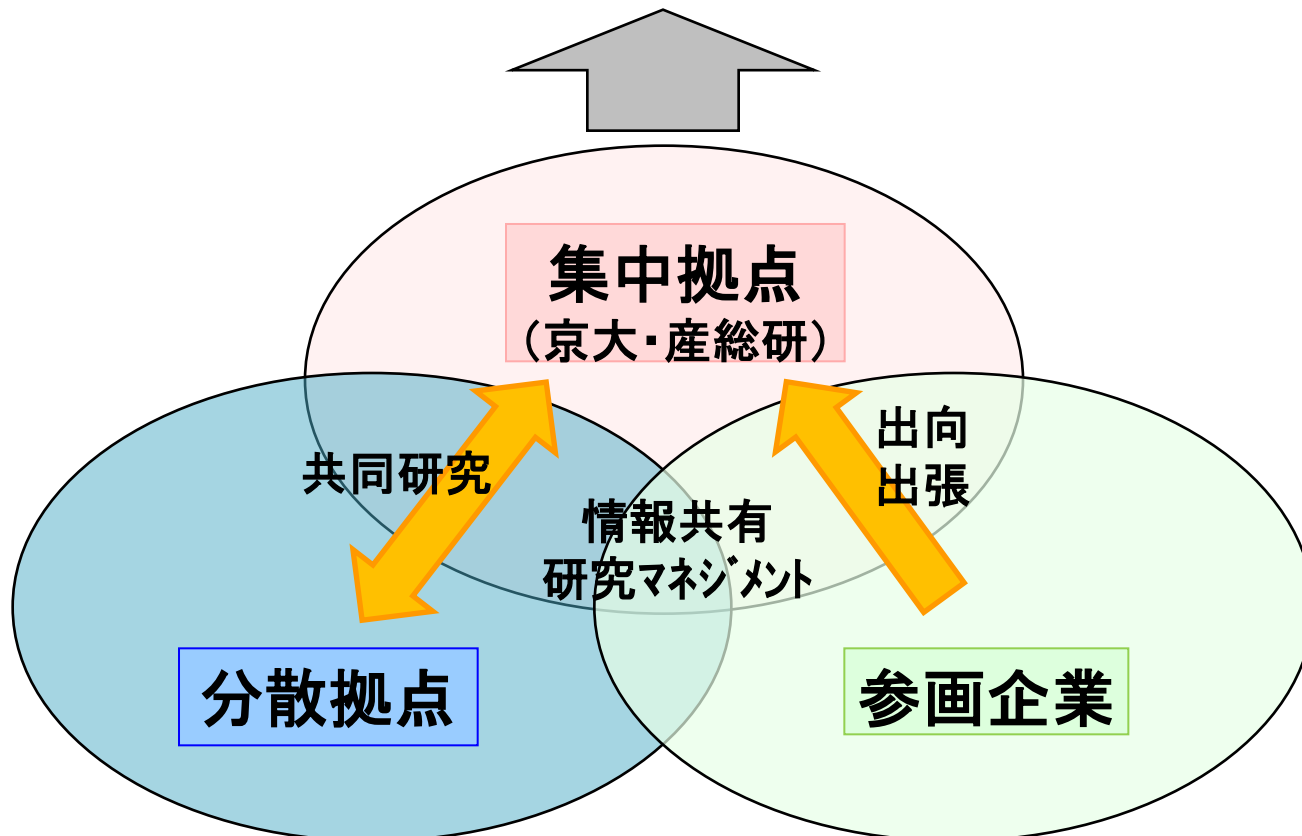 集中拠点
（京大・産総研）
出向
出張
共同研究
情報共有
研究マネジメント
分散拠点
参画企業